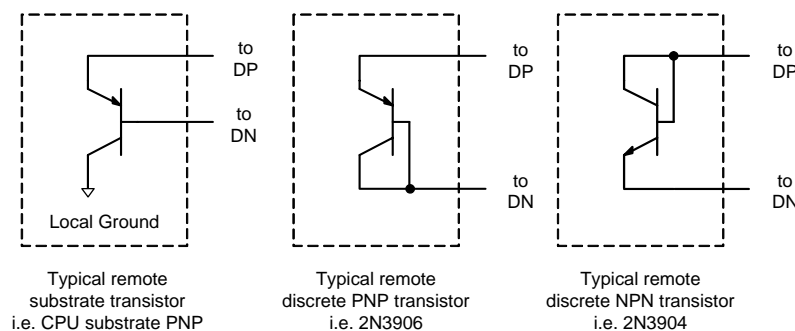 to
DP
to
DN
Local Ground
Typical remote
substrate transistor
i.e. CPU substrate PNP
to
DP
to
DN
Typical remote
discrete PNP transistor
i.e. 2N3906
to
DP
to
DN
Typical remote
discrete NPN transistor
i.e. 2N3904